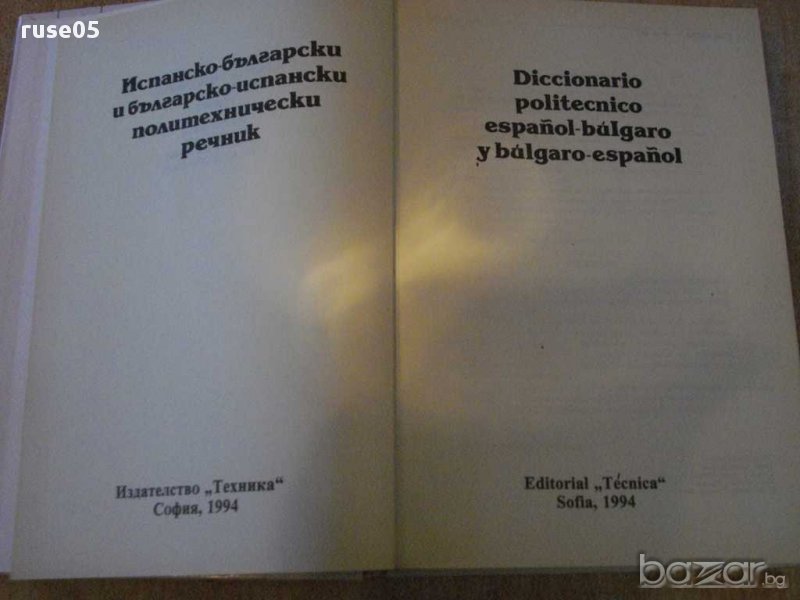 ruse05
Испанско-български
и българско-испански
политехнически
речник
Издателство „Техника“
София, 1994
Diccionario
politecnico
español-búlgaro
y búlgaro-español
Editorial „Técnica“
Sofia, 1994
bazar.bg